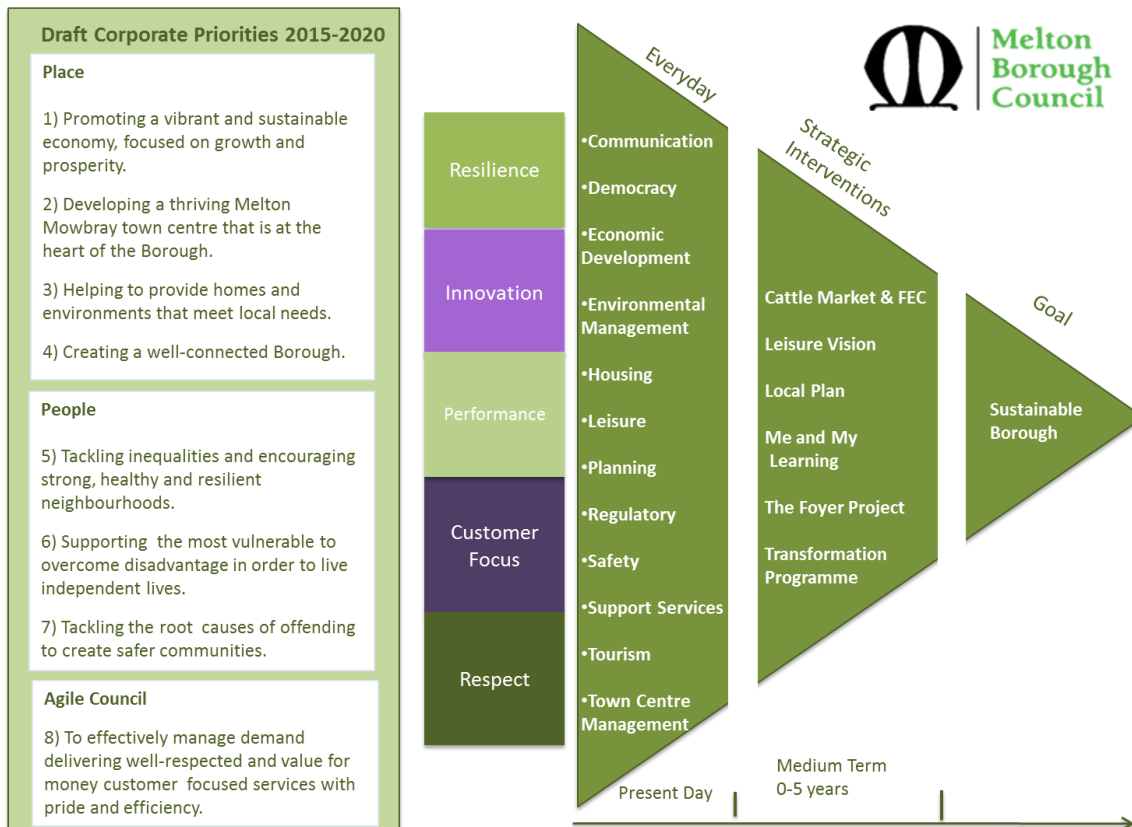 Draft Corporate Priorities 2015-2020
Place
1) Promoting a vibrant and sustainable
economy, focused on growth and
prosperity.
2) Developing a thriving Melton
Mowbray town centre that is at the
heart of the Borough.
3) Helping to provide homes and
environments that meet local needs.
4) Creating a well-connected Borough.
People
5) Tackling inequalities and encouraging
strong, healthy and resilient
neighbourhoods.
6) Supporting  the most vulnerable to
overcome disadvantage in order to live
independent lives.
7) Tackling the root  causes of offending
to create safer communities.
Agile Council
8) To effectively manage demand
delivering well-respected and value for
money customer  focused services with
pride and efficiency.
Resilience
Innovation
Performance
Customer
Focus
Respect
Everyday
•Communication
•Democracy
•Economic
Development
•Environmental
Management
•Housing
•Leisure
•Planning
•Regulatory
•Safety
•Support Services
•Tourism
•Town Centre
Management
Strategic
Interventions
Cattle Market & FEC
Leisure Vision
Local Plan
Me and My
Learning
The Foyer Project
Transformation
Programme
Goal
Sustainable
Borough
Melton
Borough
Council
Present Day
Medium Term
0-5 years